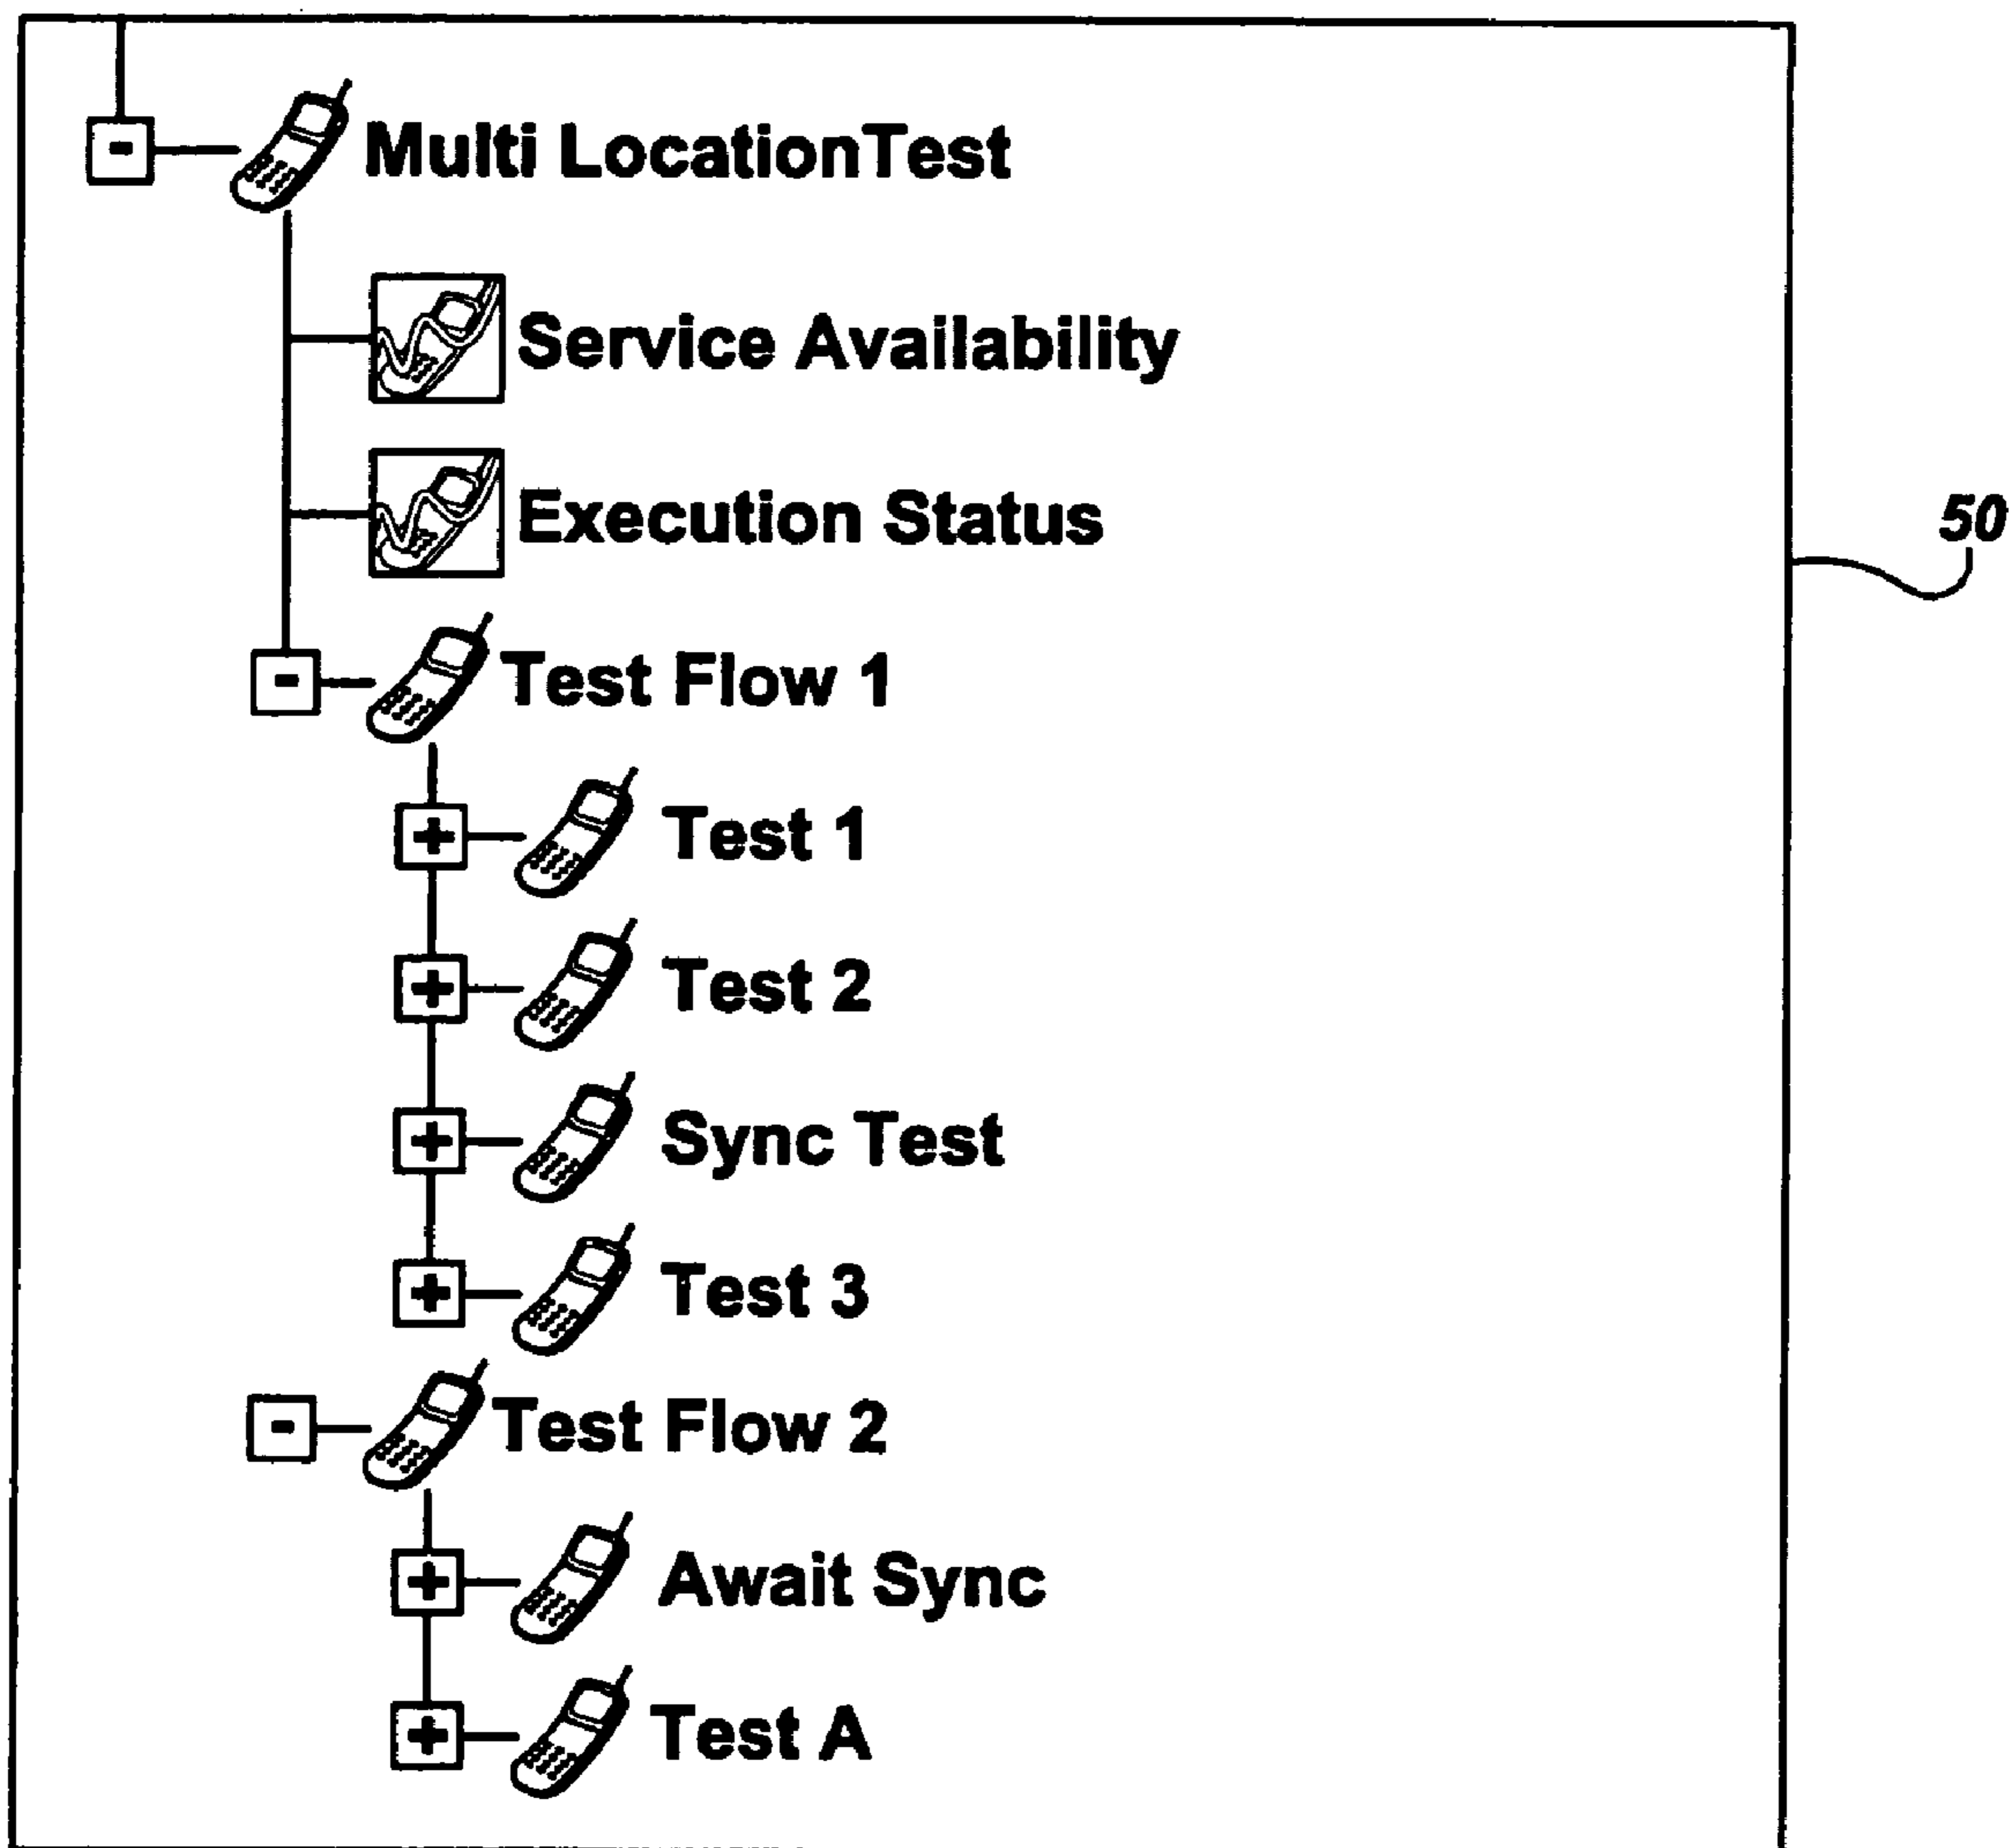 Multi LocationTest
Service Availability
Execution Status
50
Test Flow 1
Test 1
Test 2
Sync Test
Test 3
Test Flow 2
Await Sync
Test A